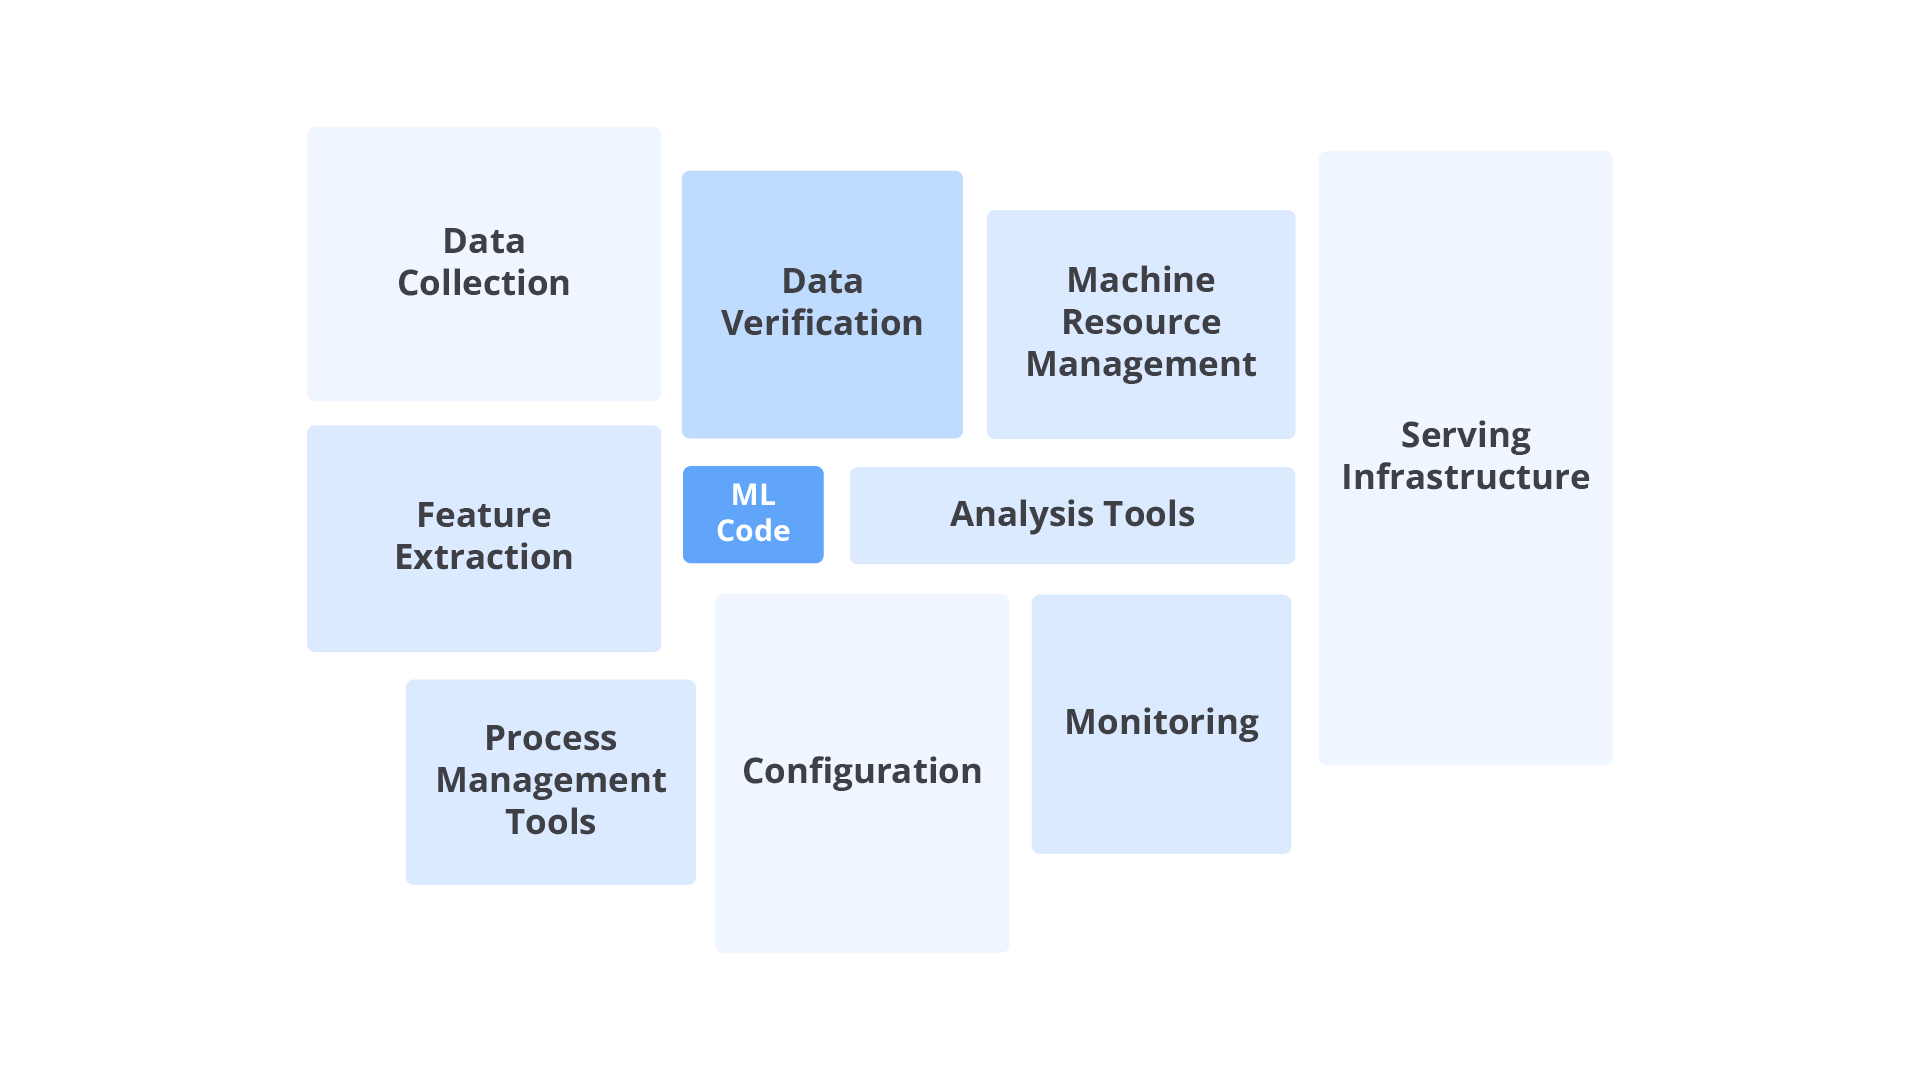 Data
Collection
Data
Verification
Machine
Resource
Management
Serving
Infrastructure
Feature
Extraction
ML
Code
Analysis Tools
Process
Management
Tools
Configuration
Monitoring